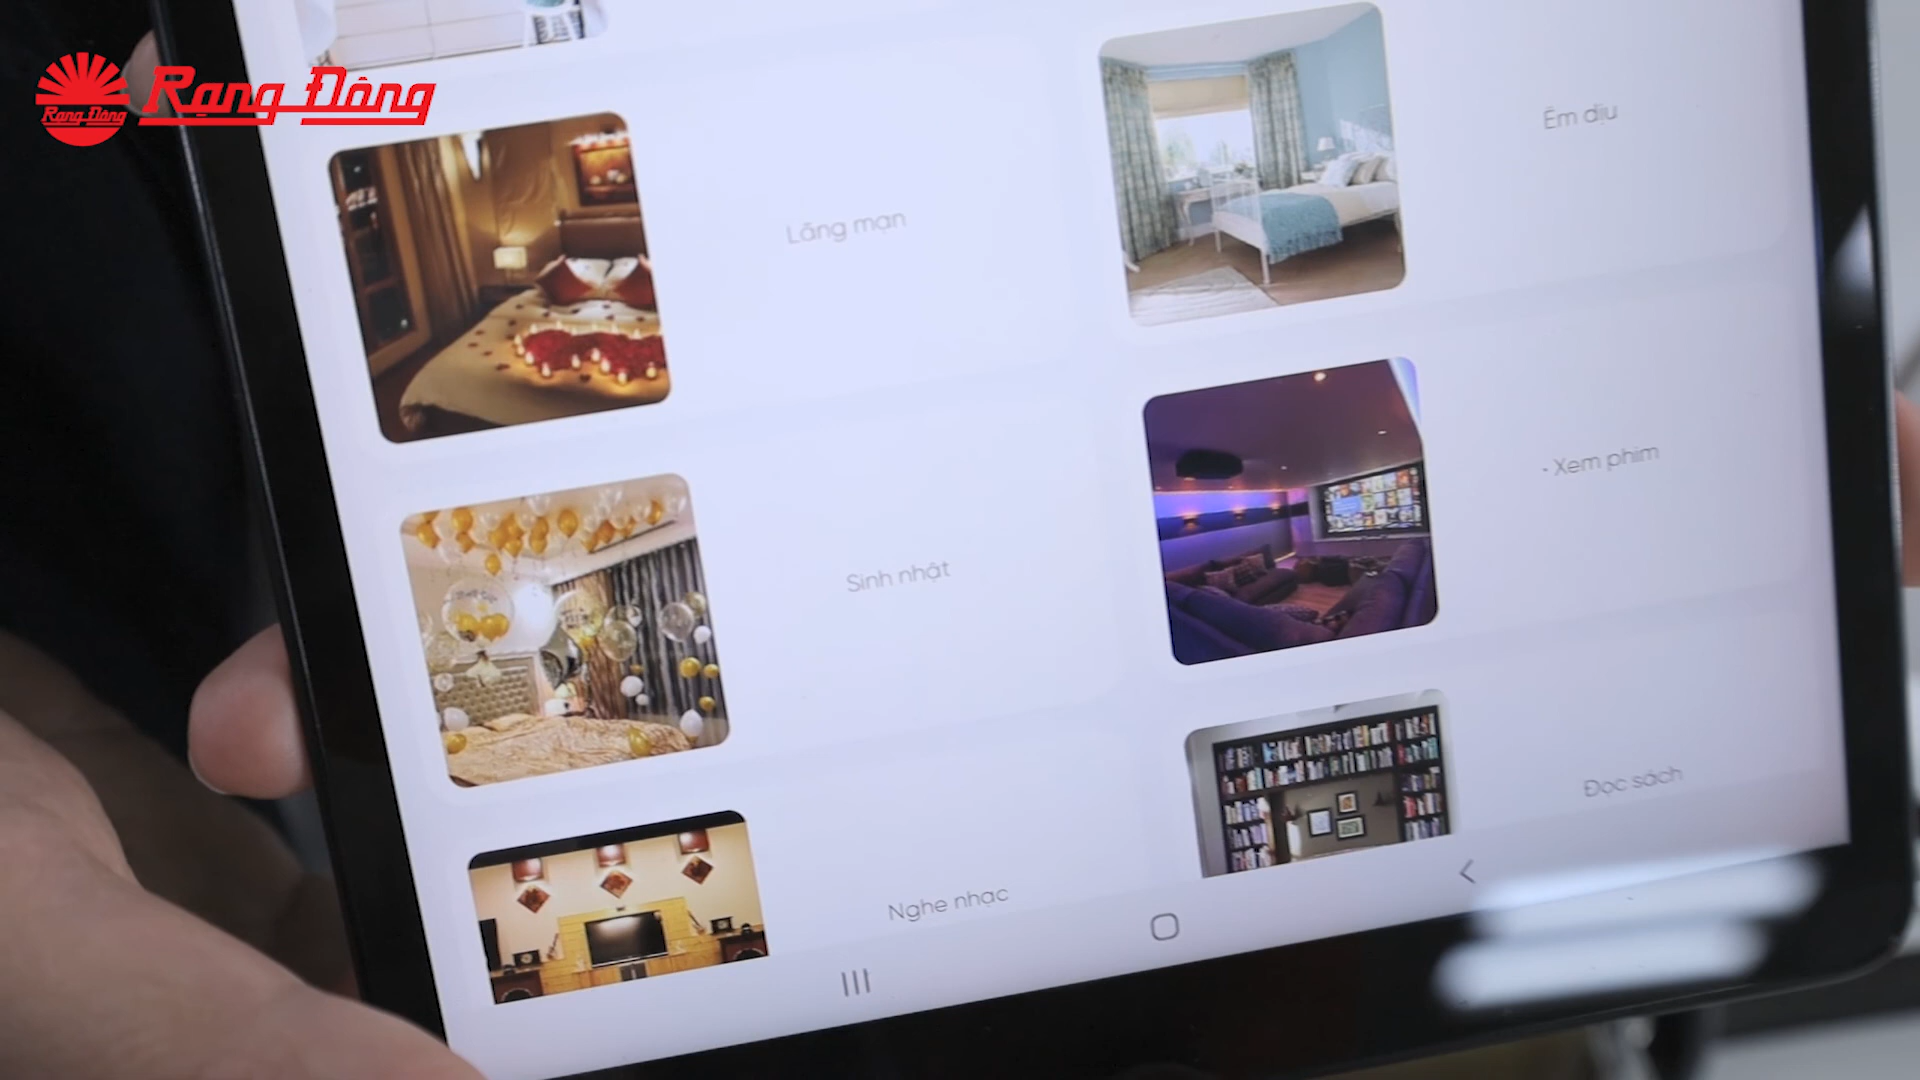 Rạng Đông
Rạng Đông
Lãng mạn
Êm dịu
Sinh nhật
- Xem phim
Nghe nhạc
Đọc sách